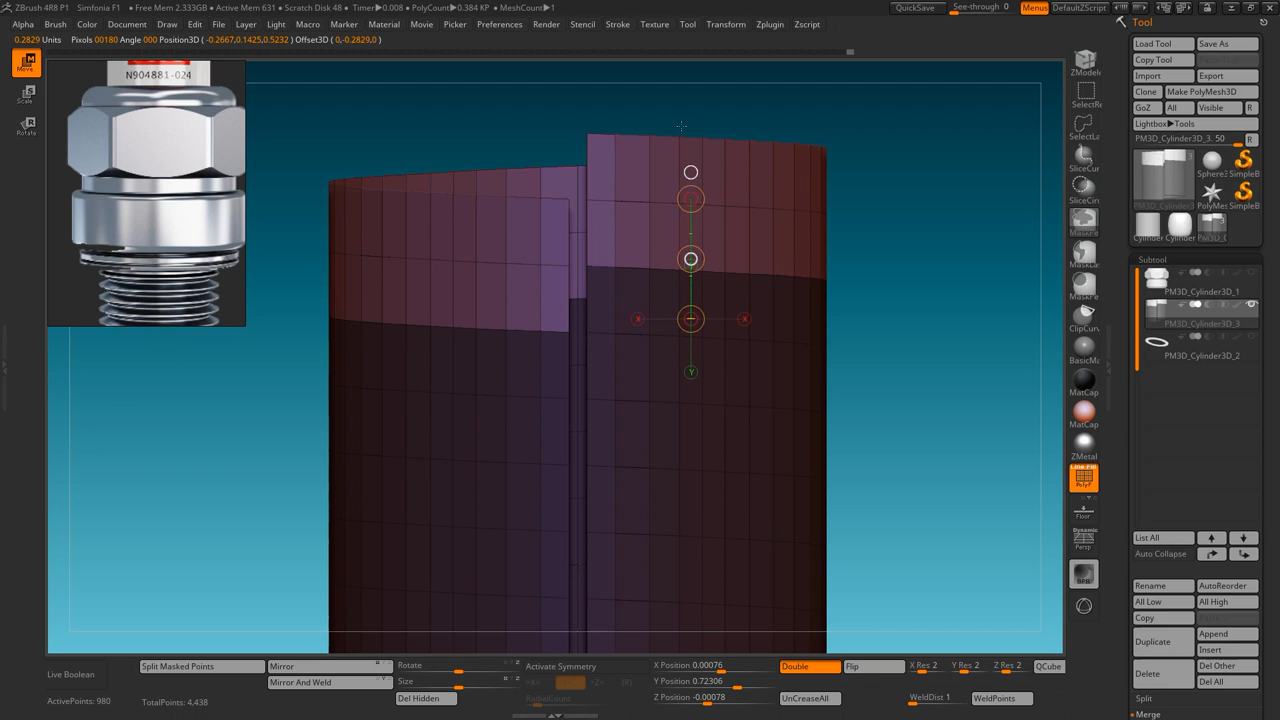 ZBrush 4R8 P1 Simfonia F1 • Free Mem 2.333GB • Active Mem 631 • Scratch Disk 48 • Timer▶0.008 • PolyCount▶0.384 KP • MeshCount▶1
QuickSave See-through 0 Menus DefaultZScript
Alpha Brush Color Document Draw Edit File Layer Light Macro Marker Material Movie Picker Preferences Render Stencil Stroke Texture Tool Transform Zplugin Zscript
0.2829 Units Pixels 00180 Angle 000 Position3D ( -0.2667,0.1425,0.5232 ) Offset3D ( 0,-0.2829,0 )
Move
Scale
Rotate
N904881-024
X
X
Y
ZModele
SelectRe
SelectLa
SliceCur
SliceCirc
MaskPe
MaskLa
MaskRe
ClipCurv
BasicMa
MatCap
MatCap
ZMetal
Line Fill
PolyF
Floor
Dynamic
Persp
BPR
Tool
Load Tool Save As
Copy Tool
Import Export
Clone Make PolyMesh3D
GoZ All Visible R
Lightbox▶Tools
PM3D_Cylinder3D_3. 50 R
Sphere3 SimpleB
PM3D_Cylinder3D_3 PolyMes SimpleB
Cylinder Cylinder PM3D_C
Subtool
PM3D_Cylinder3D_1
PM3D_Cylinder3D_3
PM3D_Cylinder3D_2
List All
Auto Collapse
Rename AutoReorder
All Low All High
Copy
Duplicate Append
Insert
Delete Del Other
Del All
Split
Merge
Live Boolean
Split Masked Points
Mirror
Mirror And Weld
Rotate
Size
Del Hidden
Activate Symmetry
RadialCount
X Position 0.00076
Y Position 0.72306
Z Position -0.00078
Double Flip
UnCreaseAll
X Res 2 Y Res 2 Z Res 2 QCube
WeldDist 1 WeldPoints
ActivePoints: 980 TotalPoints: 4,438